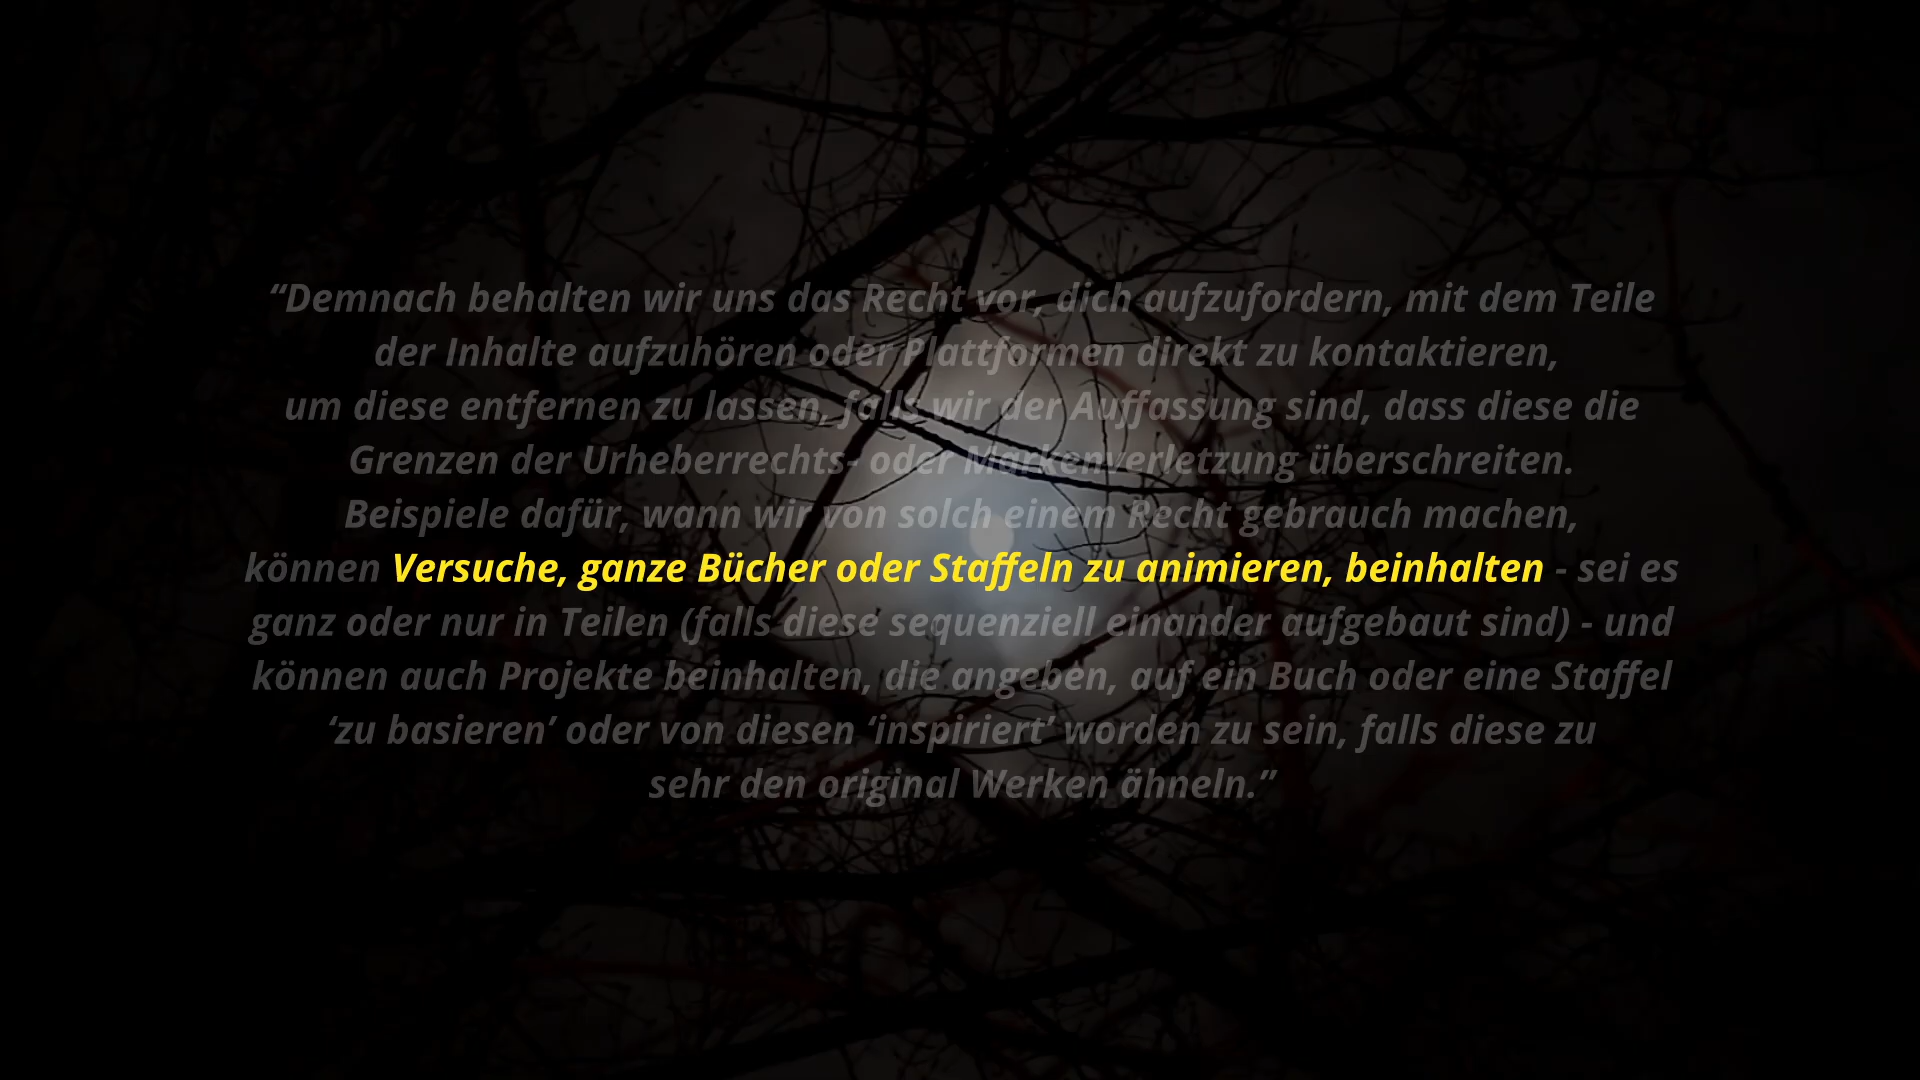 “Demnach behalten wir uns das Recht vor, dich aufzufordern, mit dem Teile
der Inhalte aufzuhören oder Plattformen direkt zu kontaktieren,
um diese entfernen zu lassen, falls wir der Auffassung sind, dass diese die
Grenzen der Urheberrechts- oder Markenverletzung überschreiten.
Beispiele dafür, wann wir von solch einem Recht gebrauch machen,
können Versuche, ganze Bücher oder Staffeln zu animieren, beinhalten - sei es
ganz oder nur in Teilen (falls diese sequenziell einander aufgebaut sind) - und
können auch Projekte beinhalten, die angeben, auf ein Buch oder eine Staffel
‘zu basieren’ oder von diesen ‘inspiriert’ worden zu sein, falls diese zu
sehr den original Werken ähneln.”